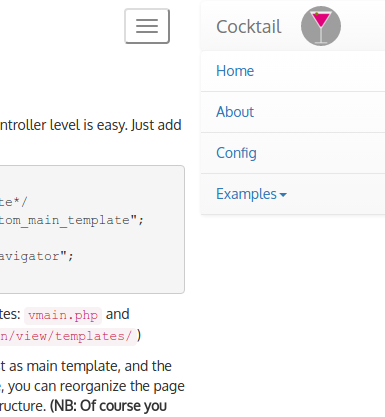 Cocktail
Home
About
Config
Examples
ntroller level is easy. Just add
te*/
tom_main_template";
avigator";
tes: vmain.php and
n/view/templates/ )
t as main template, and the
e, you can reorganize the page
ructure. (NB: Of course you